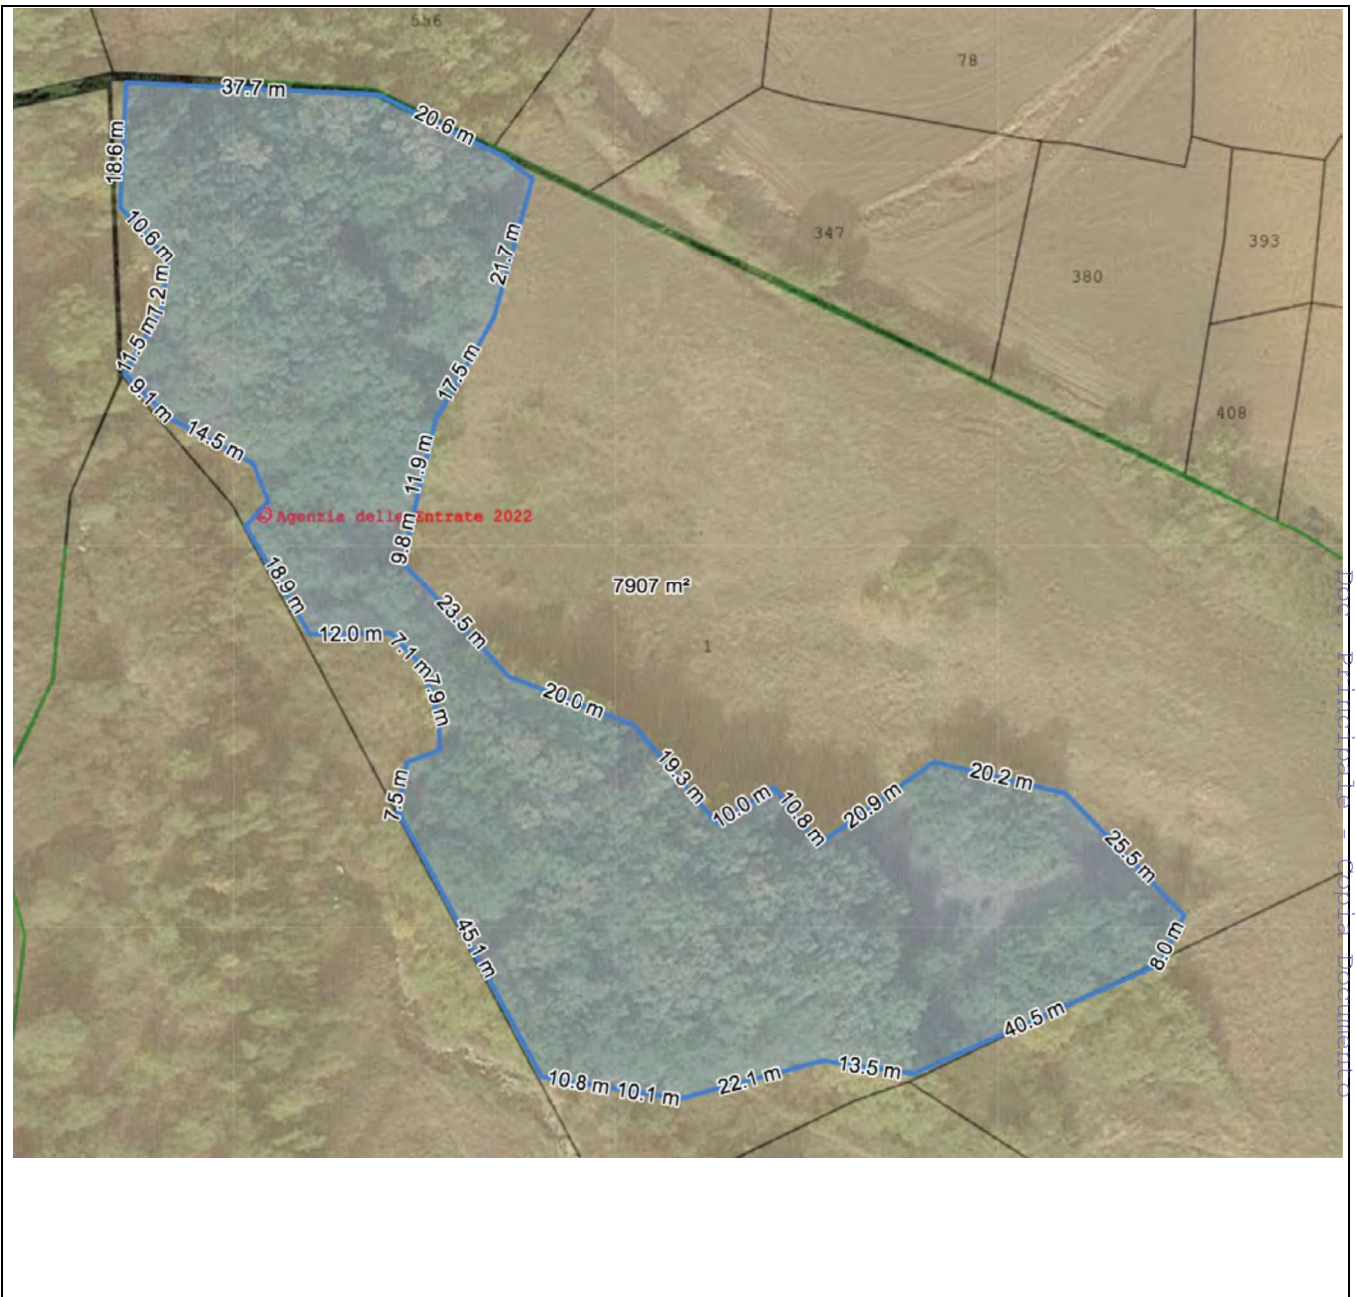 556
78
37.7 m
20.6 m
18.6 m
10.6 m
21.7 m
347
393
380
7.2 m
11.5 m
17.5 m
9.1 m
14.5 m
408
11.9 m
Agenzia delle Entrate 2022
9.8 m
18.9 m
7907 m²
23.5 m
12.0 m
7.1 m
7.9 m
1
20.0 m
7.5 m
19.3 m
10.0 m
10.8 m
20.9 m
20.2 m
25.5 m
45.1 m
8.0 m
40.5 m
13.5 m
22.1 m
10.8 m
10.1 m
Doc. Principale - Copia Documento